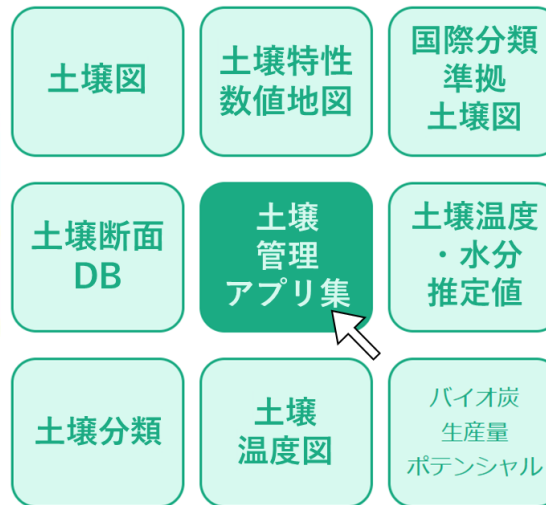 土壌図
土壌特性
数値地図
国際分類
準拠
土壌図
土壌断面
DB
土壌
管理
アプリ集
土壌温度
・水分
推定値
土壌分類
土壌
温度図
バイオ炭
生産量
ポテンシャル